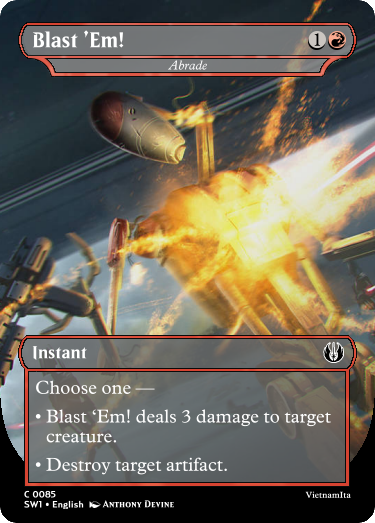 Blast ’Em! 1
Abrade
Instant
Choose one —
• Blast ‘Em! deals 3 damage to target
creature.
• Destroy target artifact.
C 0085
SW1 • English ANTHONY DEVINE
VietnamIta